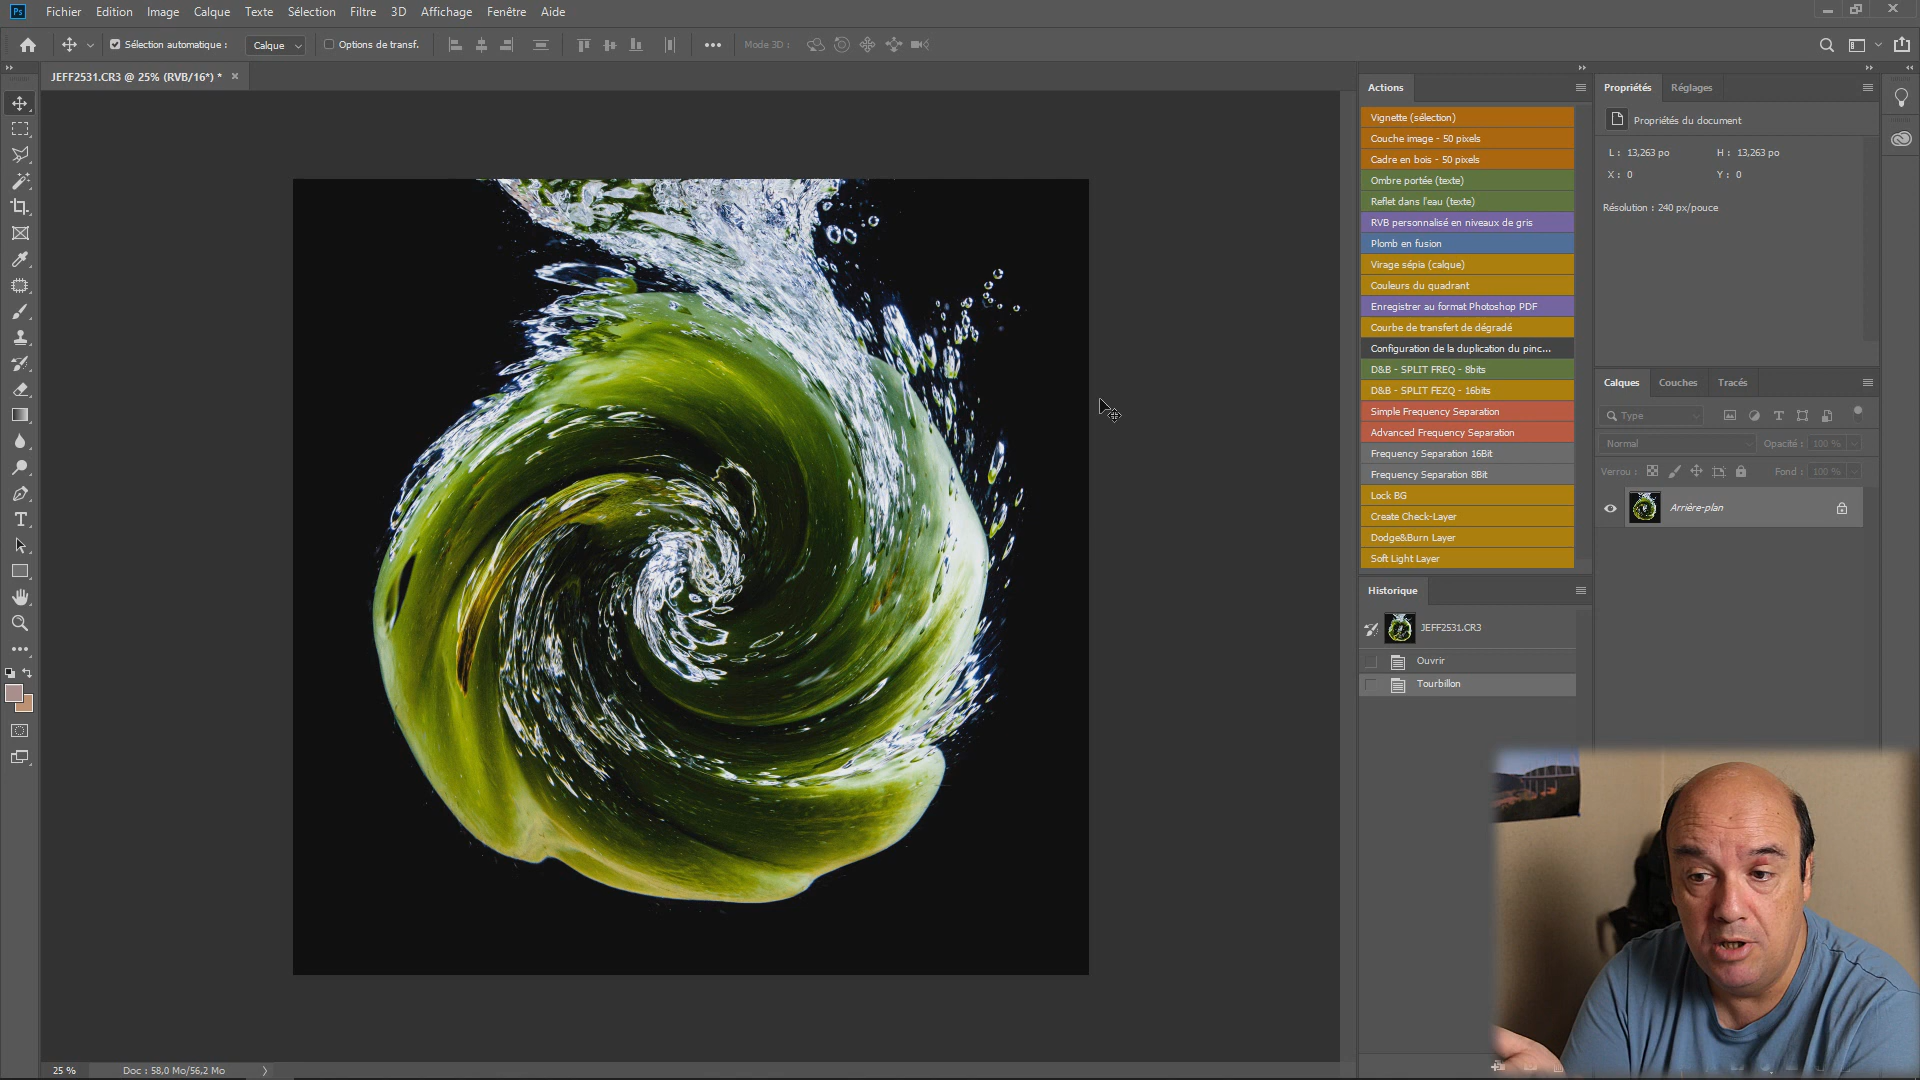 Ps Fichier Edition Image Calque Texte Sélection Filtre 3D Affichage Fenêtre Aide
Sélection automatique : Calque Options de transf. Mode 3D :
JEFF2531.CR3 @ 25% (RVB/16*) *
Actions
Vignette (sélection)
Couche image - 50 pixels
Cadre en bois - 50 pixels
Ombre portée (texte)
Reflet dans l'eau (texte)
RVB personnalisé en niveaux de gris
Plomb en fusion
Virage sépia (calque)
Couleurs du quadrant
Enregistrer au format Photoshop PDF
Courbe de transfert de dégradé
Configuration de la duplication du pinc...
D&B - SPLIT FREQ - 8bits
D&B - SPLIT FEZQ - 16bits
Simple Frequency Separation
Advanced Frequency Separation
Frequency Separation 16Bit
Frequency Separation 8Bit
Lock BG
Create Check-Layer
Dodge&Burn Layer
Soft Light Layer
Historique
JEFF2531.CR3
Ouvrir
Tourbillon
Propriétés Réglages
Propriétés du document
L : 13,263 po H : 13,263 po
X : 0 Y : 0
Résolution : 240 px/pouce
Calques Couches Tracés
Type
Normal Opacité : 100 %
Verrou : Fond : 100 %
Arrière-plan
25 % Doc : 58,0 Mo/56,2 Mo